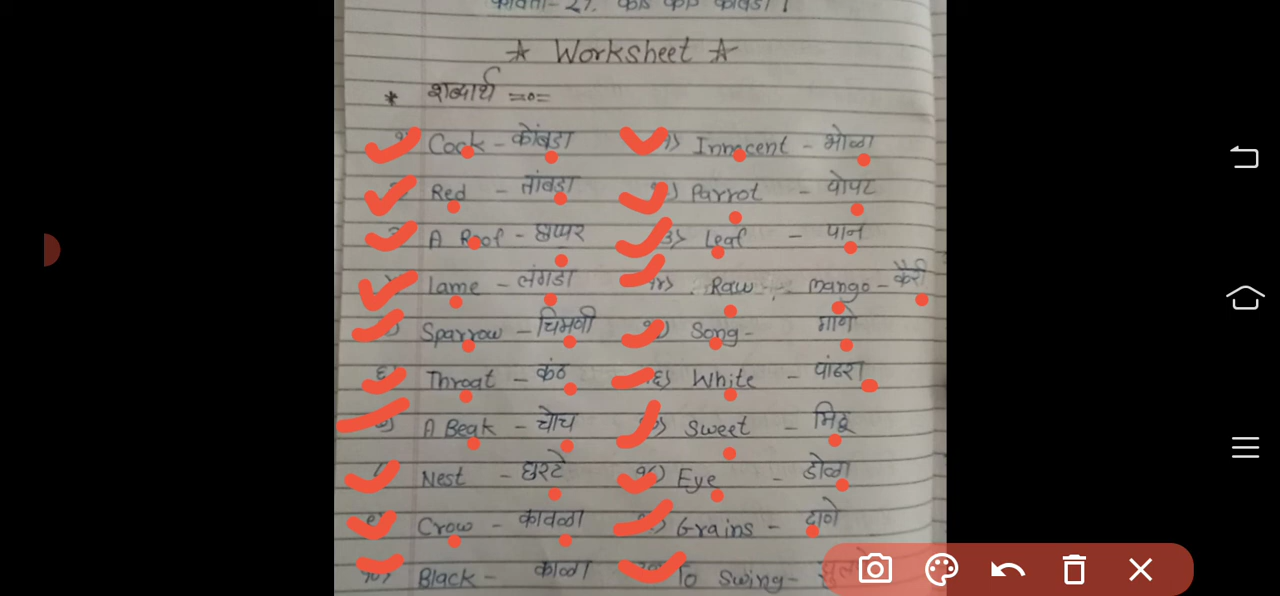 ★ Worksheet ★
* शब्दार्थ =०=
Cock - कोंबडा
Red - तांबडा
A Roof - छप्पर
Lame - लंगडा
Sparrow - चिमणी
Throat - कंठ
A Beak - चोच
Nest - घरटे
Crow - कावळा
Black - काळा
Innocent - भोळा
Parrot - पोपट
Leaf - पान
Raw mango - कैरी
Song - गाणे
White - पांढरा
Sweet - मिठू
Eye - डोळा
Grains - दाणे
To Swing -